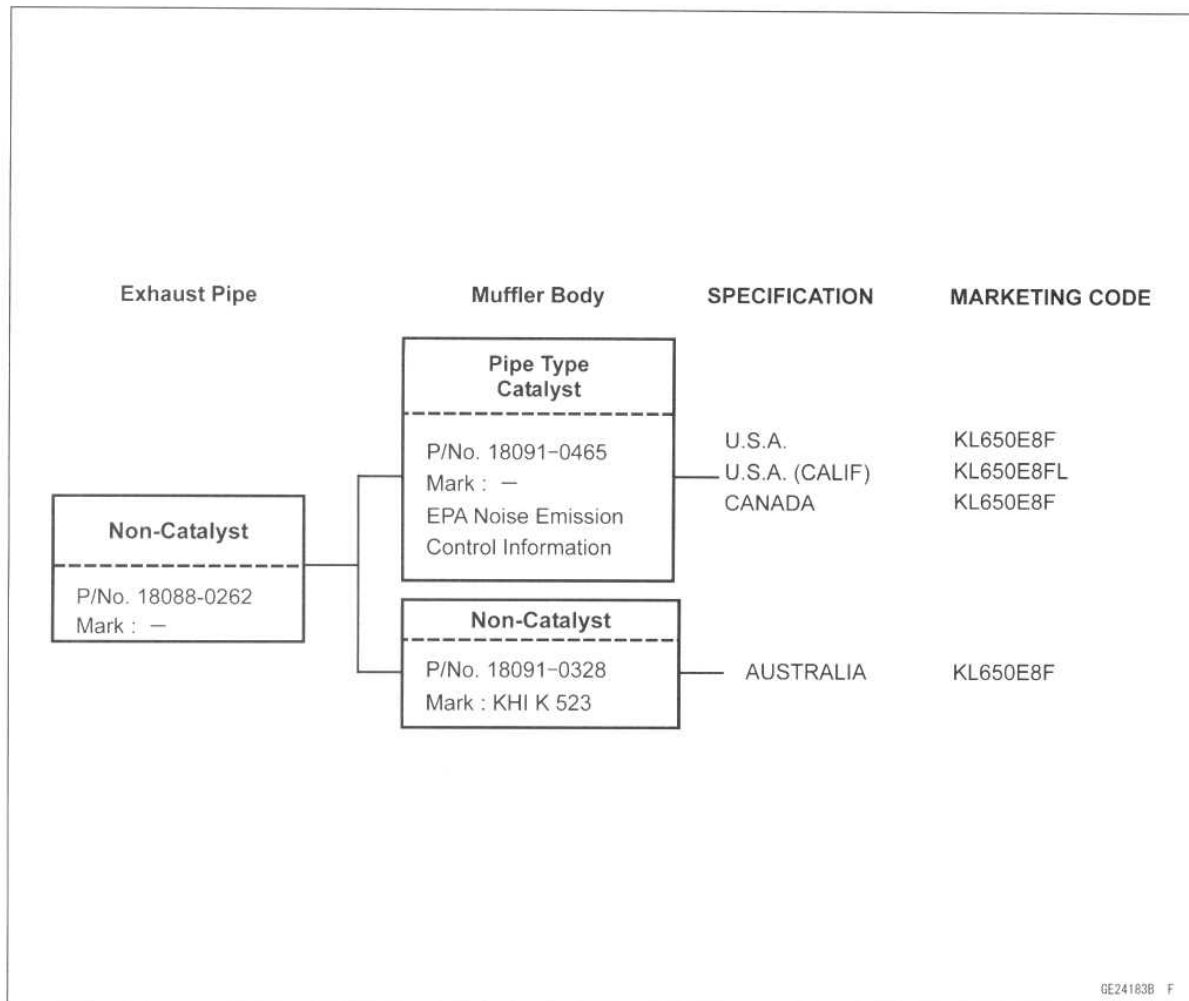 Exhaust Pipe Muffler Body SPECIFICATION MARKETING CODE
Pipe Type
Catalyst
P/No. 18091-0465
Mark : —
EPA Noise Emission
Control Information
U.S.A. KL650E8F
U.S.A. (CALIF) KL650E8FL
CANADA KL650E8F
Non-Catalyst
P/No. 18088-0262
Mark : —
Non-Catalyst
P/No. 18091-0328
Mark : KHI K 523
AUSTRALIA KL650E8F
GE24183B F